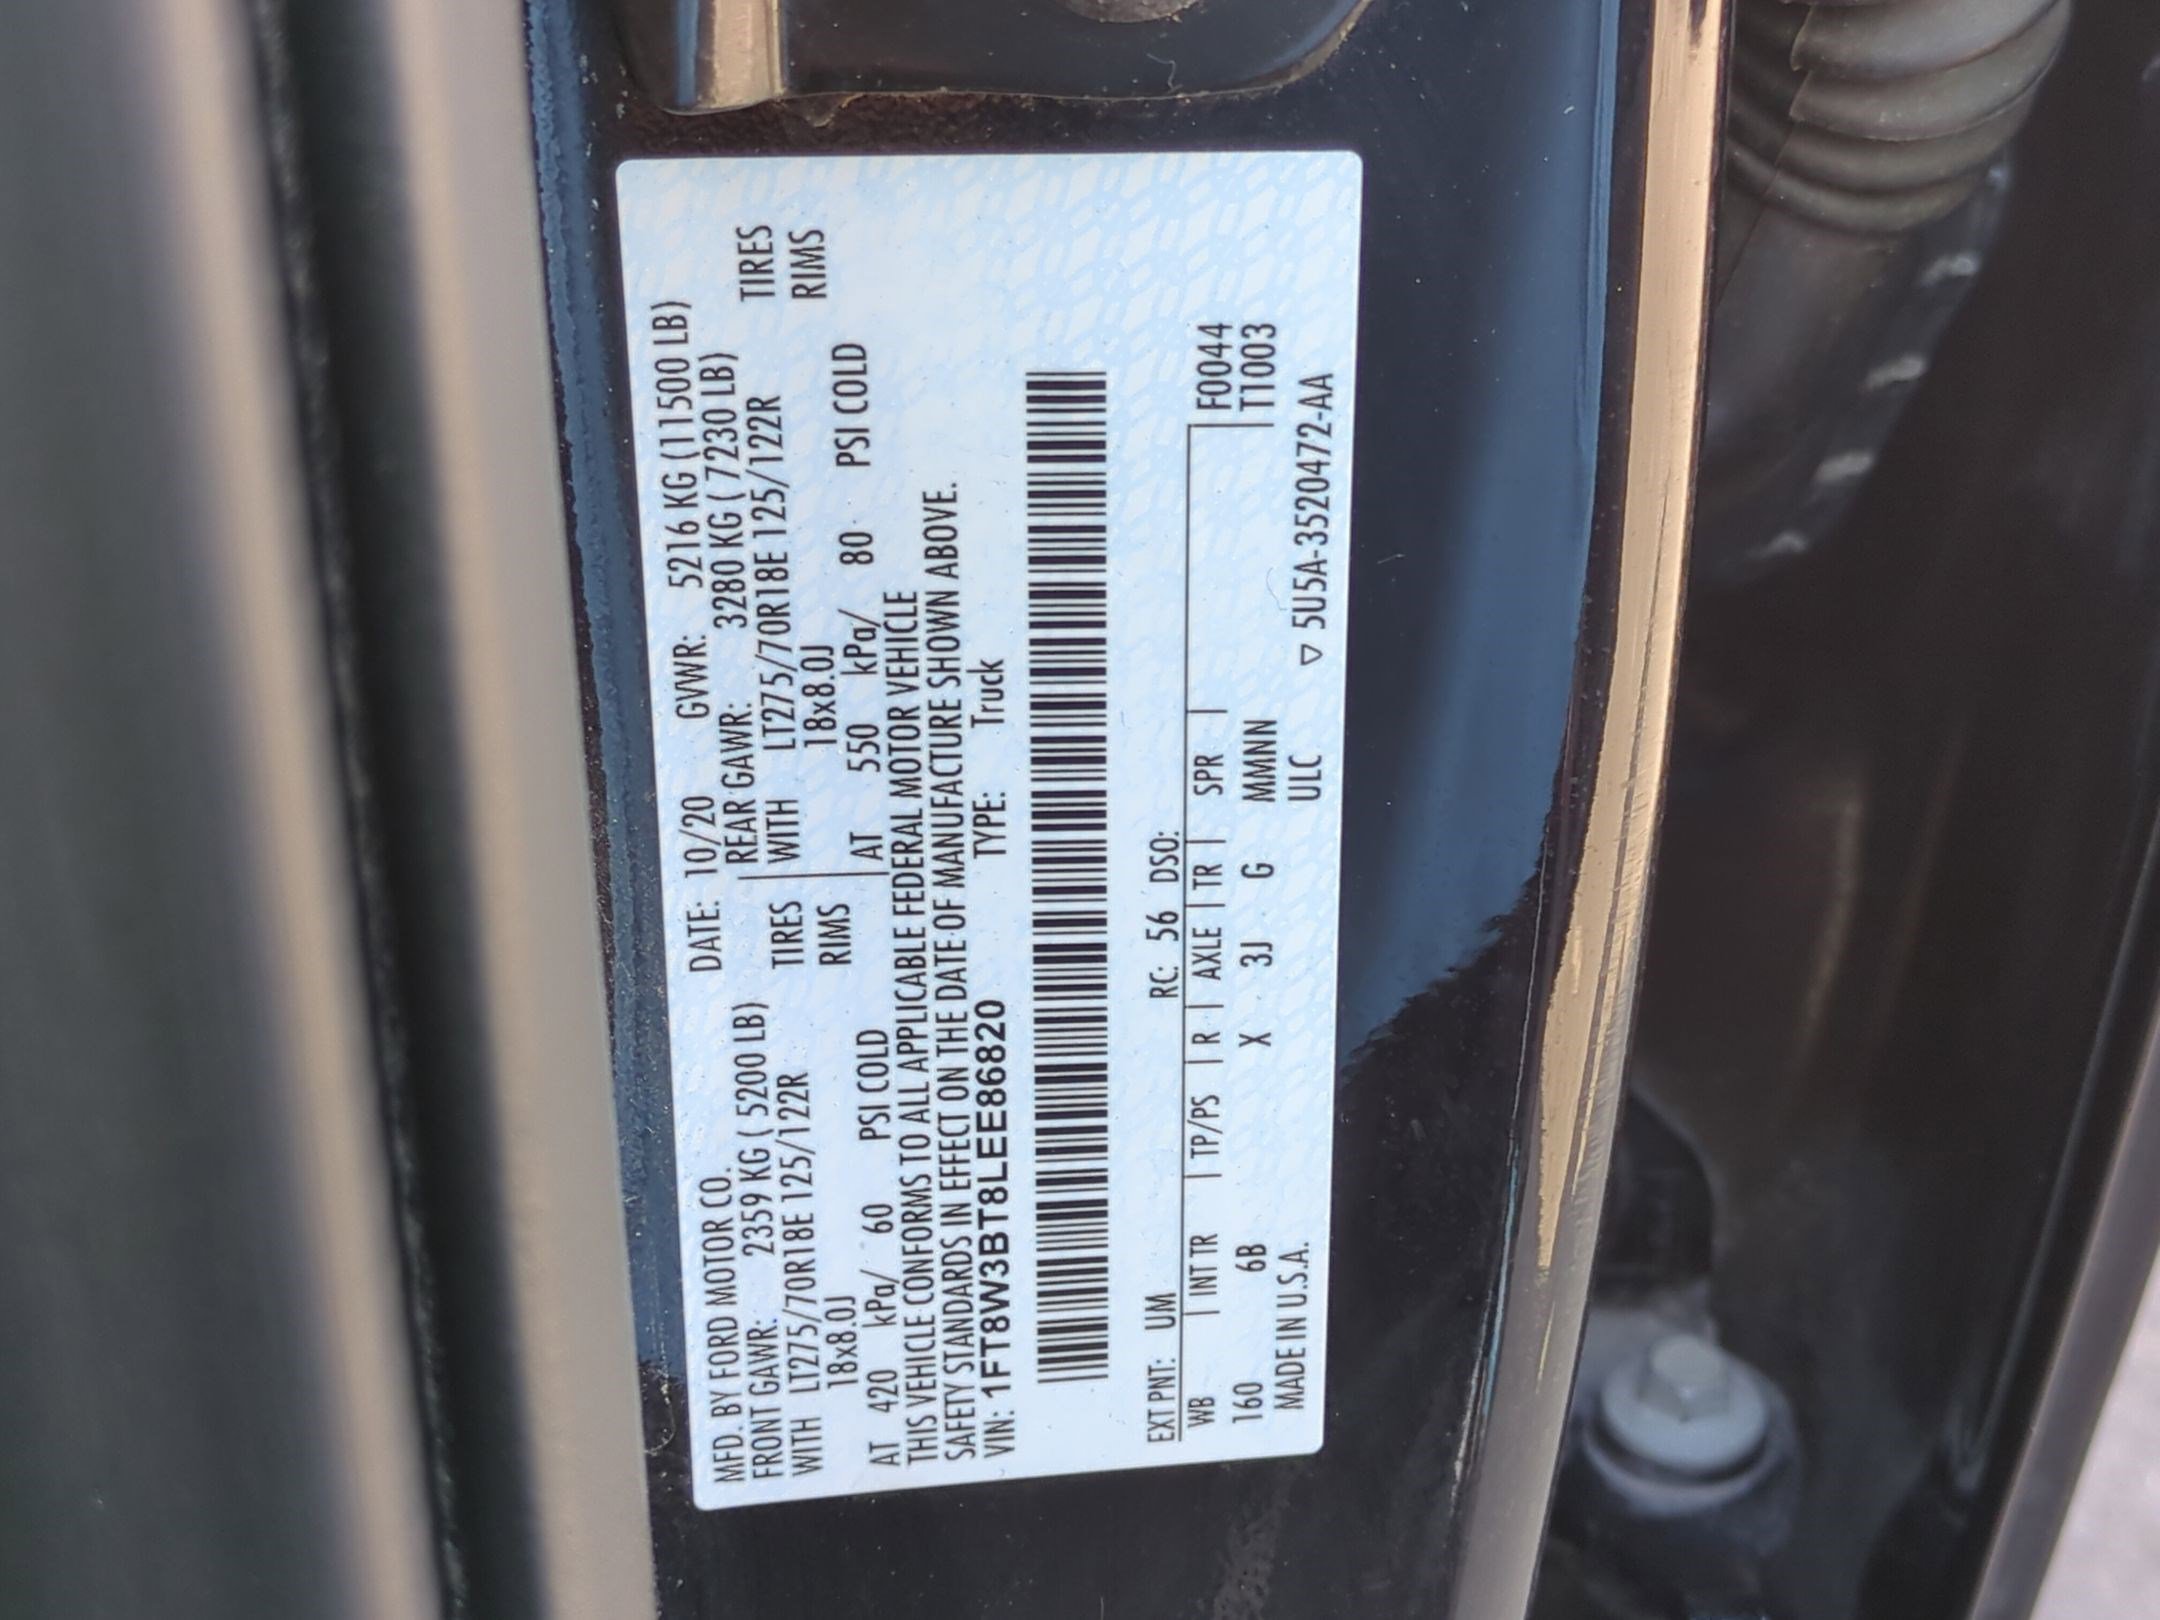 MFD. BY FORD MOTOR CO. DATE: 10/20 GVWR: 5216 KG (11500 LB)
FRONT GAWR: 2359 KG ( 5200 LB) REAR GAWR: 3280 KG ( 7230 LB)
WITH LT275/70R18E 125/122R TIRES WITH LT275/70R18E 125/122R TIRES
18x8.0J RIMS 18x8.0J RIMS
AT 420 kPa/ 60 PSI COLD AT 550 kPa/ 80 PSI COLD
THIS VEHICLE CONFORMS TO ALL APPLICABLE FEDERAL MOTOR VEHICLE
SAFETY STANDARDS IN EFFECT ON THE DATE OF MANUFACTURE SHOWN ABOVE.
VIN: 1FT8W3BT8LEE86820 TYPE: Truck
EXT PNT: UM RC: 56 DSO:
WB | INT TR | TP/PS | R | AXLE | TR | SPR | F0044
160 6B X 3J G MMNN T1003
MADE IN U.S.A. ULC ▽ 5U5A-3520472-AA